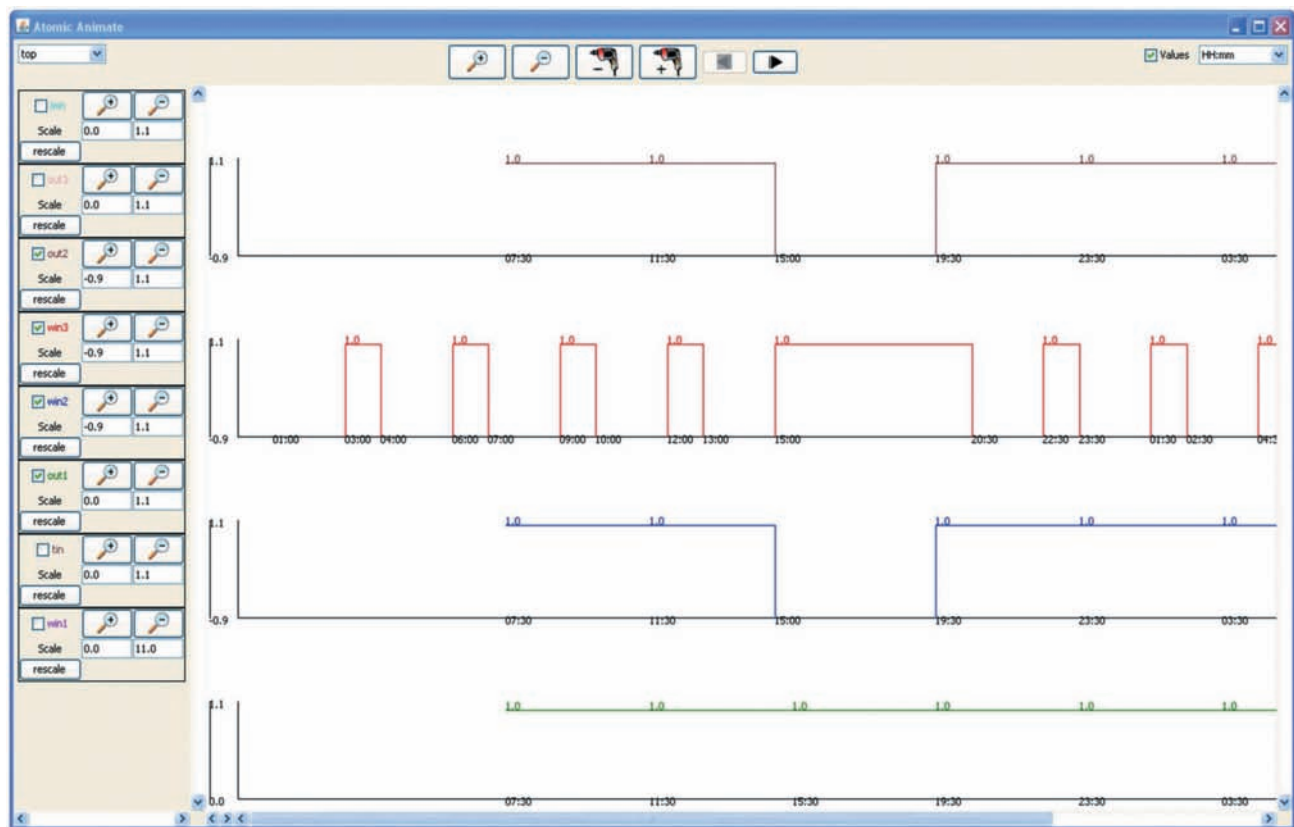 Atomic Animate
top
Values HH:mm
win
Scale 0.0 1.1
rescale
out3
Scale 0.0 1.1
rescale
out2
Scale -0.9 1.1
rescale
win3
Scale -0.9 1.1
rescale
win2
Scale -0.9 1.1
rescale
out1
Scale 0.0 1.1
rescale
tin
Scale 0.0 1.1
rescale
win1
Scale 0.0 11.0
rescale
1.1 1.0 1.0 1.0 1.0 1.0
-0.9 07:30 11:30 15:00 19:30 23:30 03:30
1.1 1.0 1.0 1.0 1.0 1.0 1.0 1.0 1.0
-0.9 01:00 03:00 04:00 06:00 07:00 09:00 10:00 12:00 13:00 15:00 20:30 22:30 23:30 01:30 02:30
1.1 1.0 1.0 1.0 1.0 1.0
-0.9 07:30 11:30 15:00 19:30 23:30 03:30
1.1 1.0 1.0 1.0 1.0 1.0 1.0
0.0 07:30 11:30 15:30 19:30 23:30 03:30